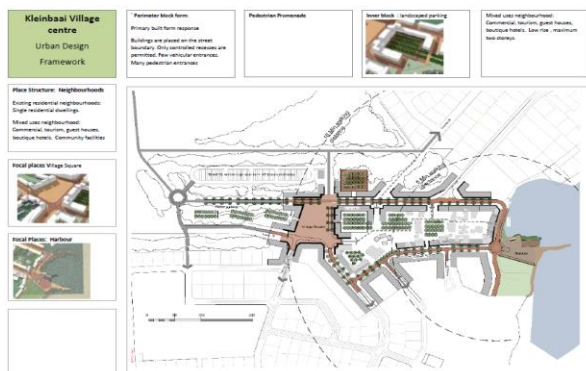 Kleinbaai Village
centre
Urban Design
Framework
Perimeter block form:
Primary built form response
Buildings are placed on the street
boundary. Only controlled recesses are
permitted. Few vehicular entrances.
Many pedestrian entrances
Pedestrian Promenade
Inner block : landscaped parking
Mixed uses neighbourhood:
Commercial, tourism, guest houses,
boutique hotels. Low rise, maximum
two storeys.
Place Structure: Neighbourhoods
Existing residential neighbourhoods:
Single residential dwellings.
Mixed uses neighbourhood:
Commercial, tourism, guest houses,
boutique hotels. Community facilities
Focal places Village Square
Focal Places: Harbour
Village Square